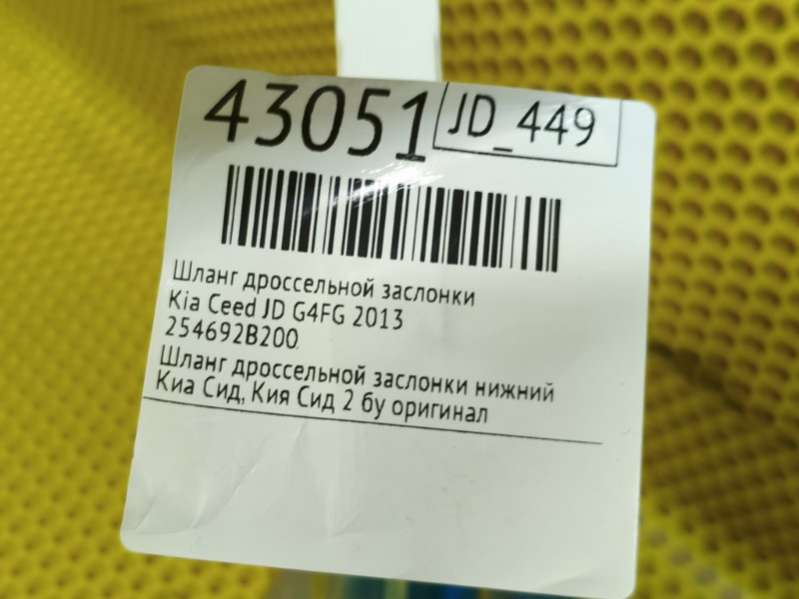 43051
JD_449
Шланг дроссельной заслонки
Kia Ceed JD G4FG 2013
254692B200
Шланг дроссельной заслонки нижний
Киа Сид, Кия Сид 2 бу оригинал